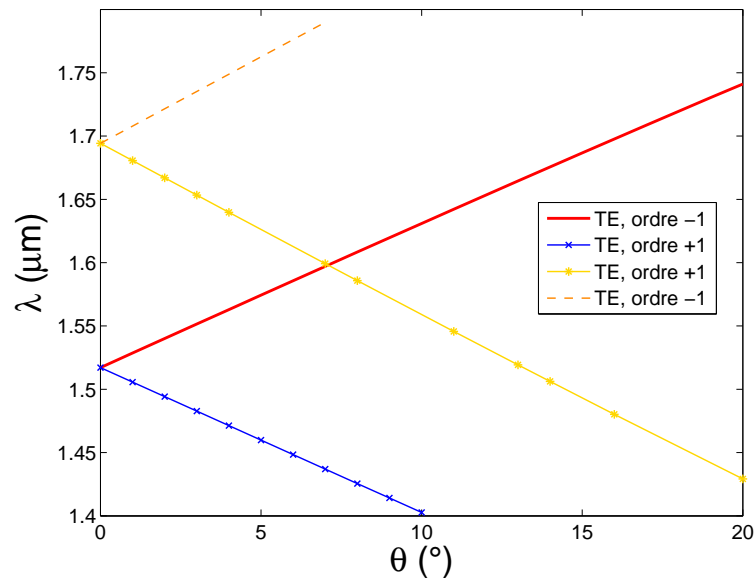 1.75
1.7
1.65
1.6
1.55
1.5
1.45
1.4
λ (μm)
TE, ordre −1
TE, ordre +1
TE, ordre +1
TE, ordre −1
0 5 10 15 20
θ (°)